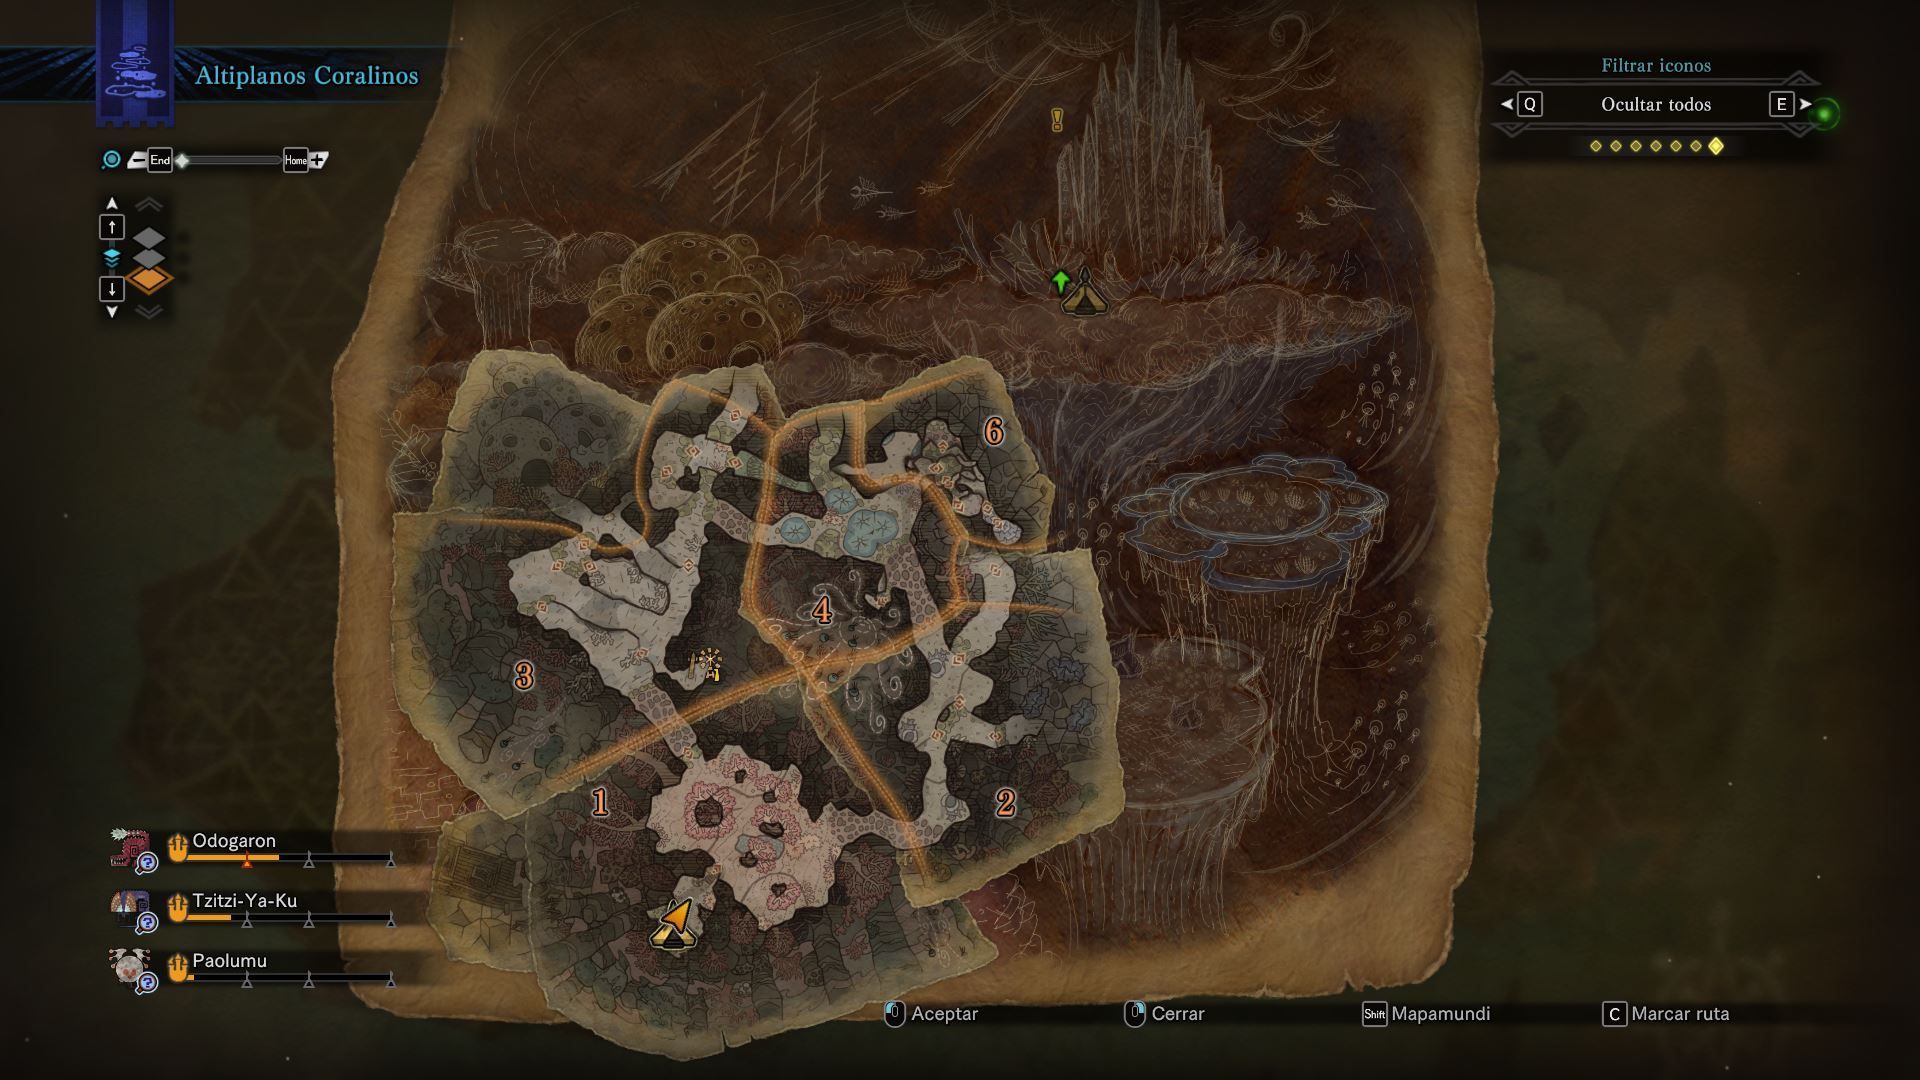 Altiplanos Coralinos
Filtrar iconos
Q Ocultar todos E
End Home
6
4
3
1
2
Odogaron
Tzitzi-Ya-Ku
Paolumu
Aceptar
Cerrar
Shift Mapamundi
C Marcar ruta